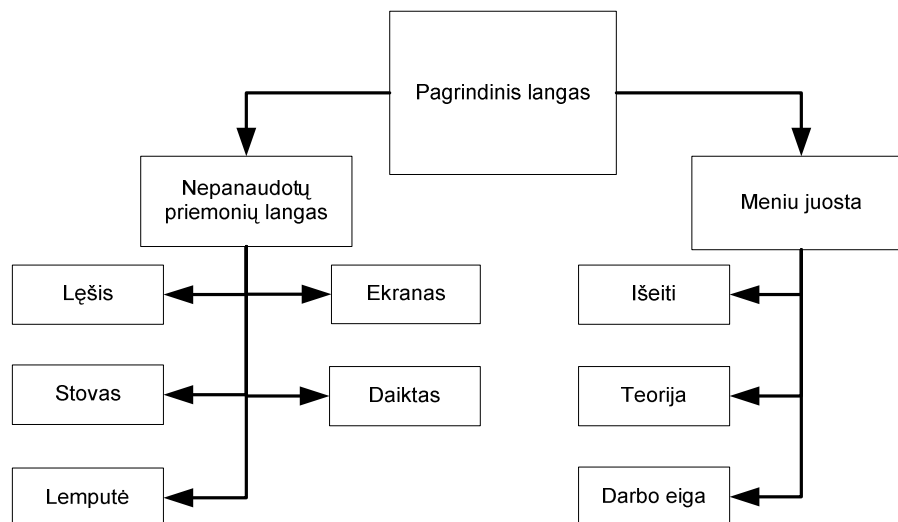 Pagrindinis langas
Nepanaudotų
priemonių langas
Meniu juosta
Lęšis
Ekranas
Išeiti
Stovas
Daiktas
Teorija
Lemputė
Darbo eiga